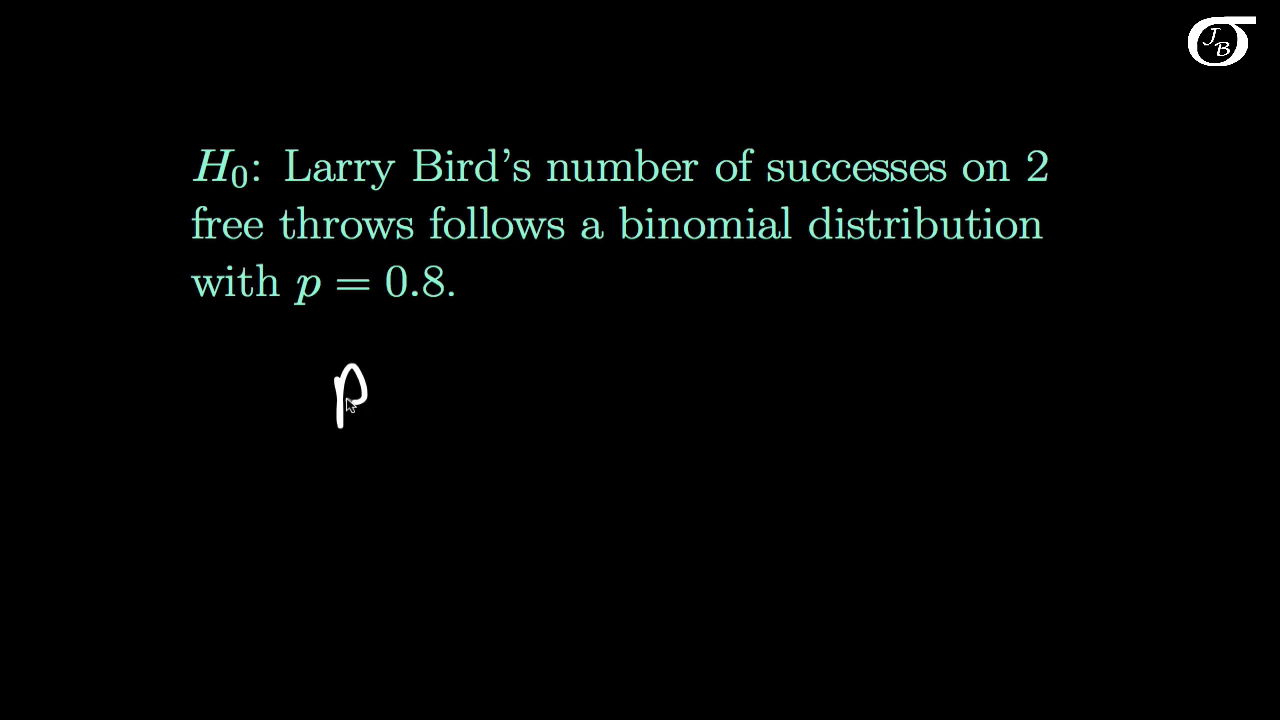 J
B
H₀: Larry Bird's number of successes on 2
free throws follows a binomial distribution
with p = 0.8.
p